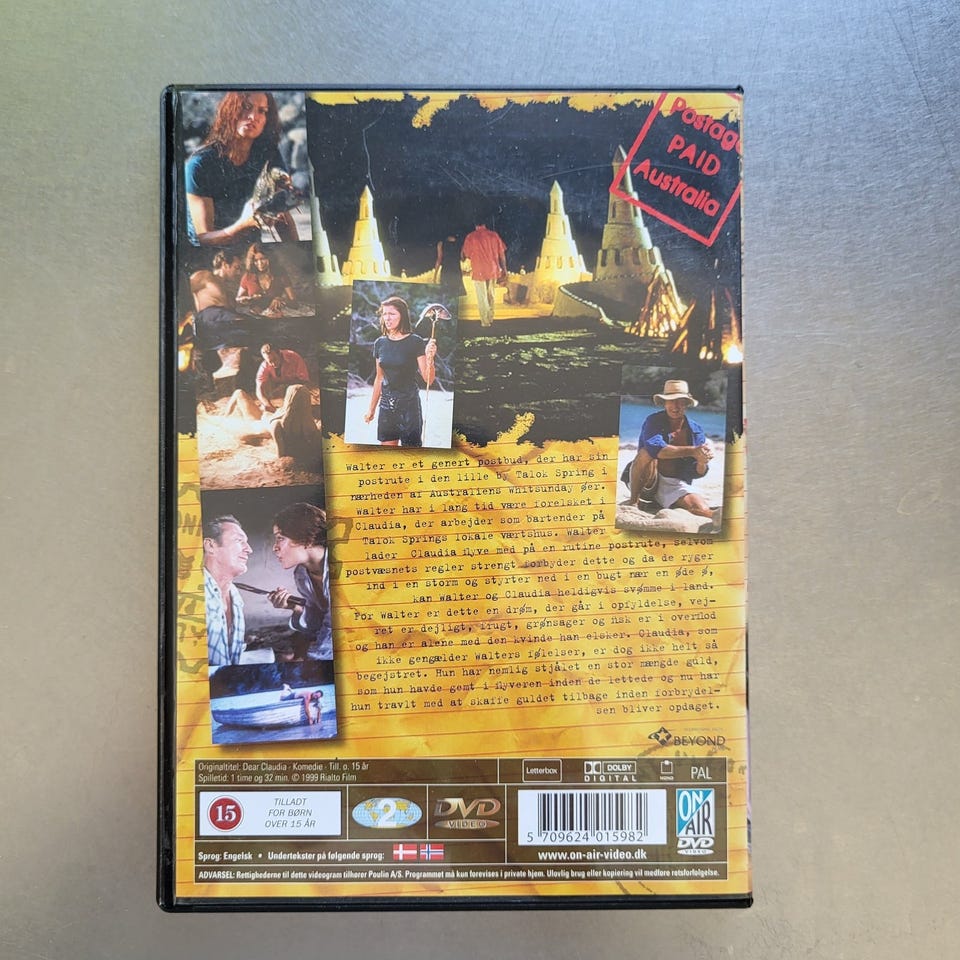 Postag
PAID
Australia
Walter er et genert postbud, der har sin
postrute i den lille by Talok Spring i
nærheden af Australiens Whitsunday Øer.
Walter har i lang tid være forelsket i
Claudia, der arbejder som bartender på
Talok Springs lokale værtshus. Walter
lader Claudia flyve med på en rutine postrute, selvom
postvæsnets regler strengt forbyder dette og da de ryger
ind i en storm og styrter ned i en bugt nær en øde ø,
kan Walter og Claudia heldigvis svømme i land.
For Walter er dette en drøm, der går i opfyldelse, vej-
ret er dejligt, frugt, grønsager og fisk er i overflod
og han er alene med den kvinde han elsker. Claudia, som
ikke gengælder Walters følelser, er dog ikke helt så
begejstret. Hun har nemlig stjålet en stor mængde guld,
som hun havde gemt i flyveren inden de lettede og nu har
hun travlt med at skaffe guldet tilbage inden forbrydel-
sen bliver opdaget.
BEYOND
Originaltitel: Dear Claudia - Komedie - Till. o. 15 år
Spilletid: 1 time og 32 min. © 1999 Rialto Film
Letterbox
DOLBY
DIGITAL
MONO
PAL
15
TILLADT
FOR BØRN
OVER 15 ÅR
2
DVD
VIDEO
5 709624 015982
ON
AIR
DVD
VIDEO
www.on-air-video.dk
Sprog: Engelsk • Undertekster på følgende sprog:
ADVARSEL: Rettighederne til dette videogram tilhører Poulin A/S. Programmet må kun forevises i private hjem. Ulovlig brug eller kopiering vil medføre retsforfølgelse.